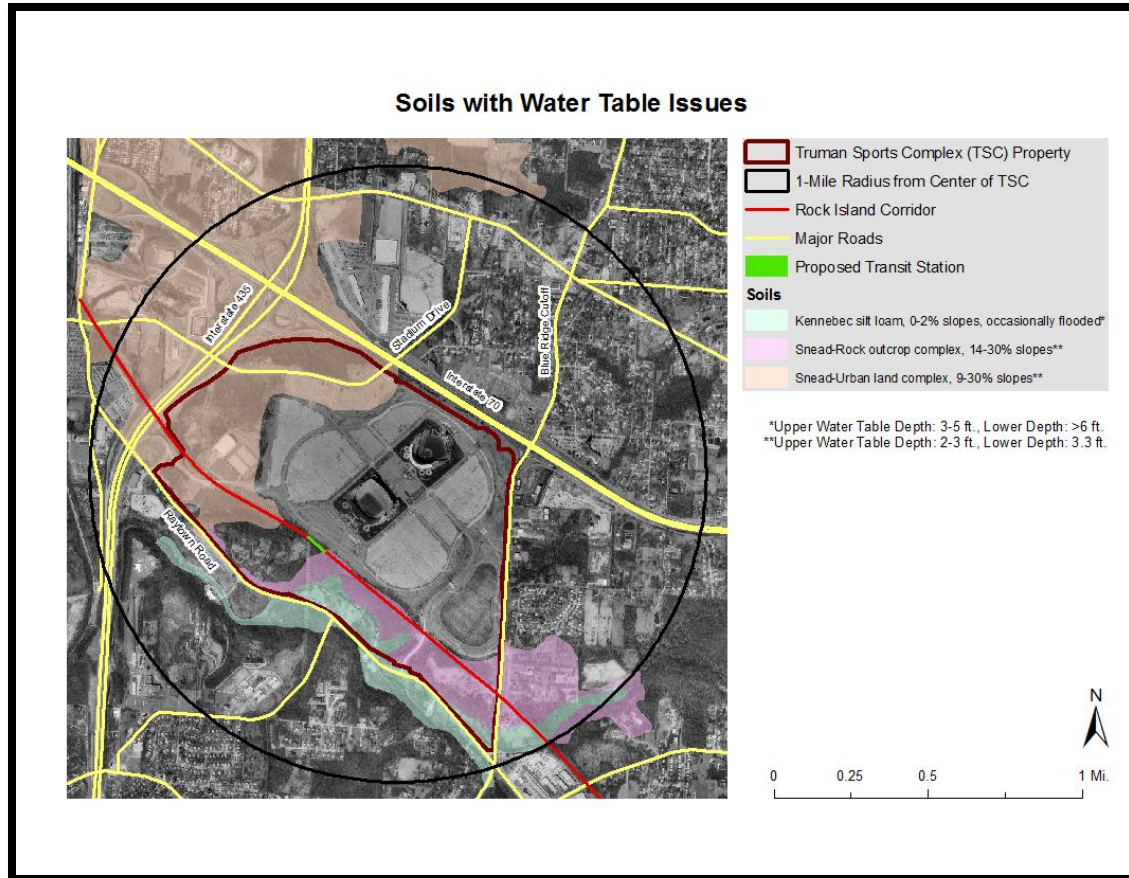 Soils with Water Table Issues
Truman Sports Complex (TSC) Property
1-Mile Radius from Center of TSC
Rock Island Corridor
Major Roads
Proposed Transit Station
Soils
Kennebec silt loam, 0-2% slopes, occasionally flooded*
Snead-Rock outcrop complex, 14-30% slopes**
Snead-Urban land complex, 9-30% slopes**
*Upper Water Table Depth: 3-5 ft., Lower Depth: >6 ft.
**Upper Water Table Depth: 2-3 ft., Lower Depth: 3.3 ft.
Interstate 435
Stadium Drive
Blue Ridge Cutoff
Interstate 70
Raytown Road
N
0 0.25 0.5 1 Mi.